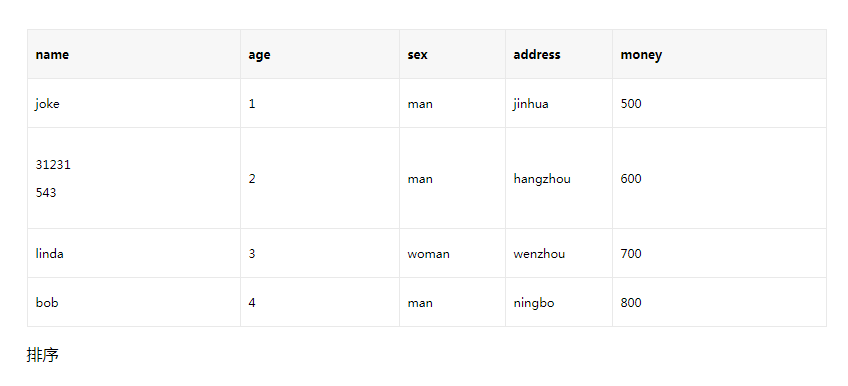 name age sex address money
joke 1 man jinhua 500
31231
543
2 man hangzhou 600
linda 3 woman wenzhou 700
bob 4 man ningbo 800
排序